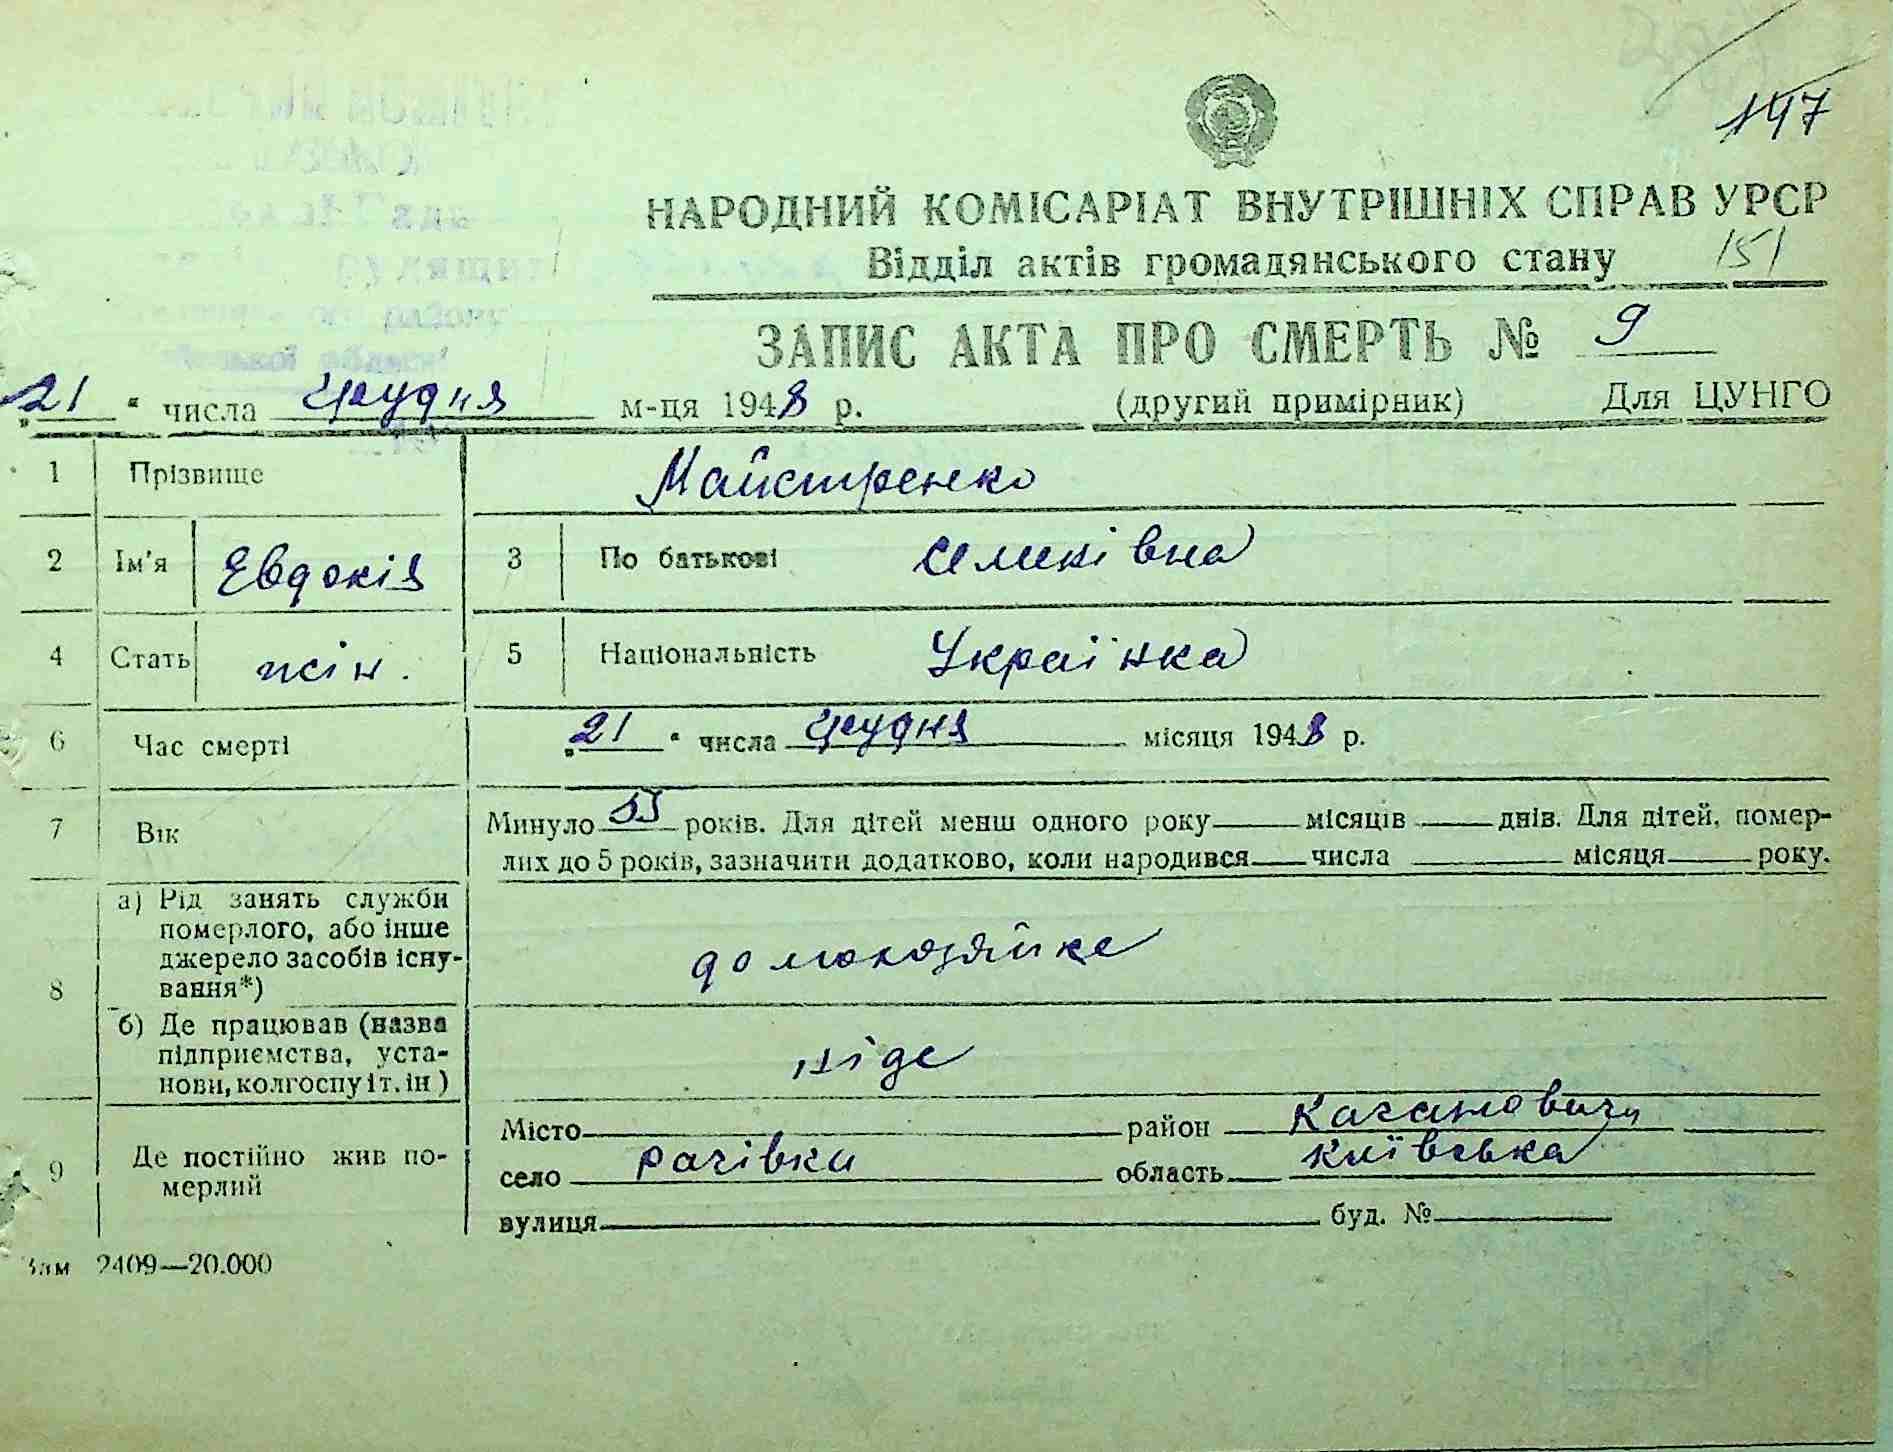 147
НАРОДНИЙ КОМІСАРІАТ ВНУТРІШНІХ СПРАВ УРСР
Відділ актів громадянського стану 151
ЗАПИС АКТА ПРО СМЕРТЬ № 9
„21“ числа грудня м-ця 1948 р. (другий примірник) Для ЦУНГО
1 Прізвище Майстренко
2 Ім'я Евдокія 3 По батькові
4 Стать жін. 5 Національність Українка
6 Час смерті „21“ числа грудня місяця 1948 р.
7 Вік Минуло 55 років. Для дітей менш одного року місяців днів. Для дітей, помер-
лих до 5 років, зазначити додатково, коли народився числа місяця року.
8 а) Рід занять служби
померлого, або інше
джерело засобів існу-
вання*) домохозяйке
б) Де працював (назва
підприємства, уста-
нови, колгоспу і т. ін) ніде
9 Де постійно жив по-
мерлий
Місто район Кагановичи
село Рачівки область Київська
вулиця буд. №
Зам 2409—20.000